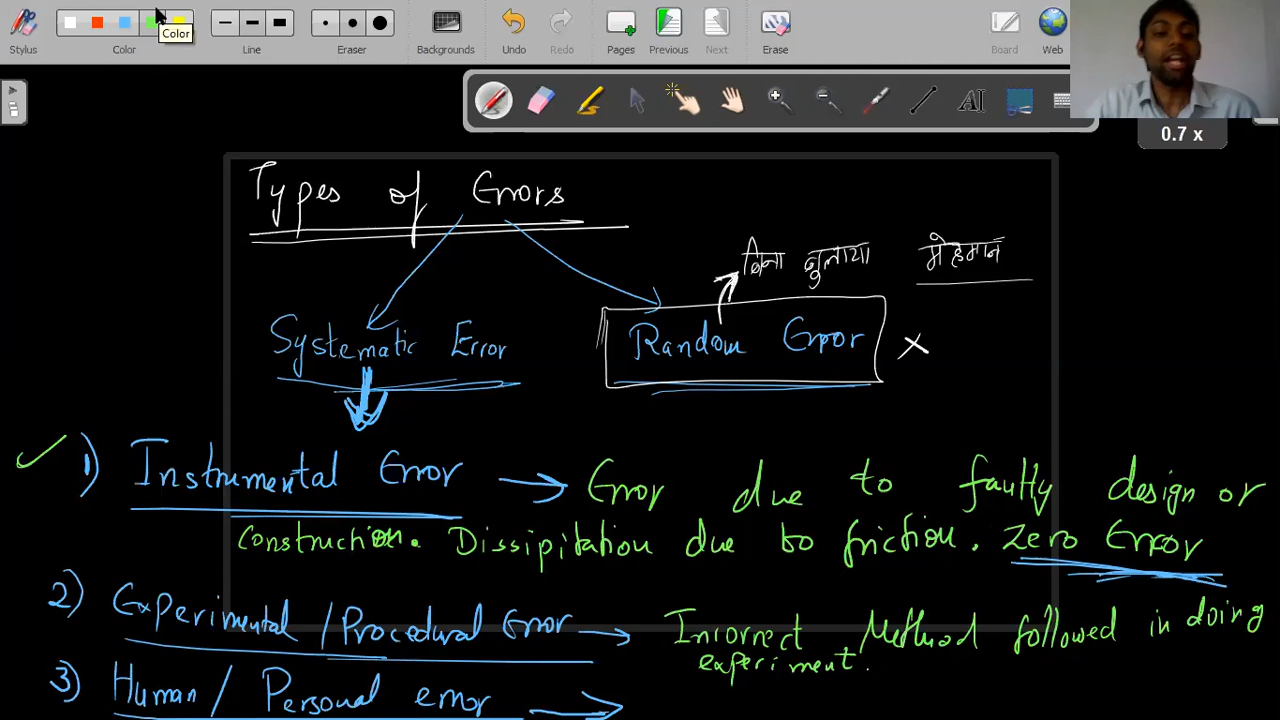 Stylus
Color
Line
Eraser
Backgrounds
Undo
Redo
Pages
Previous
Next
Erase
Board
Web
Color
0.7 x
Types of Errors
बिना बुलाया मेहमान
Systematic Error
Random Error ×
✓ 1) Instrumental Error → Error due to faulty design or
construction. Dissipitation due to friction. Zero Error
2) Experimental / Procedural Error → Incorrect Method followed in doing
experiment.
3) Human / Personal error →